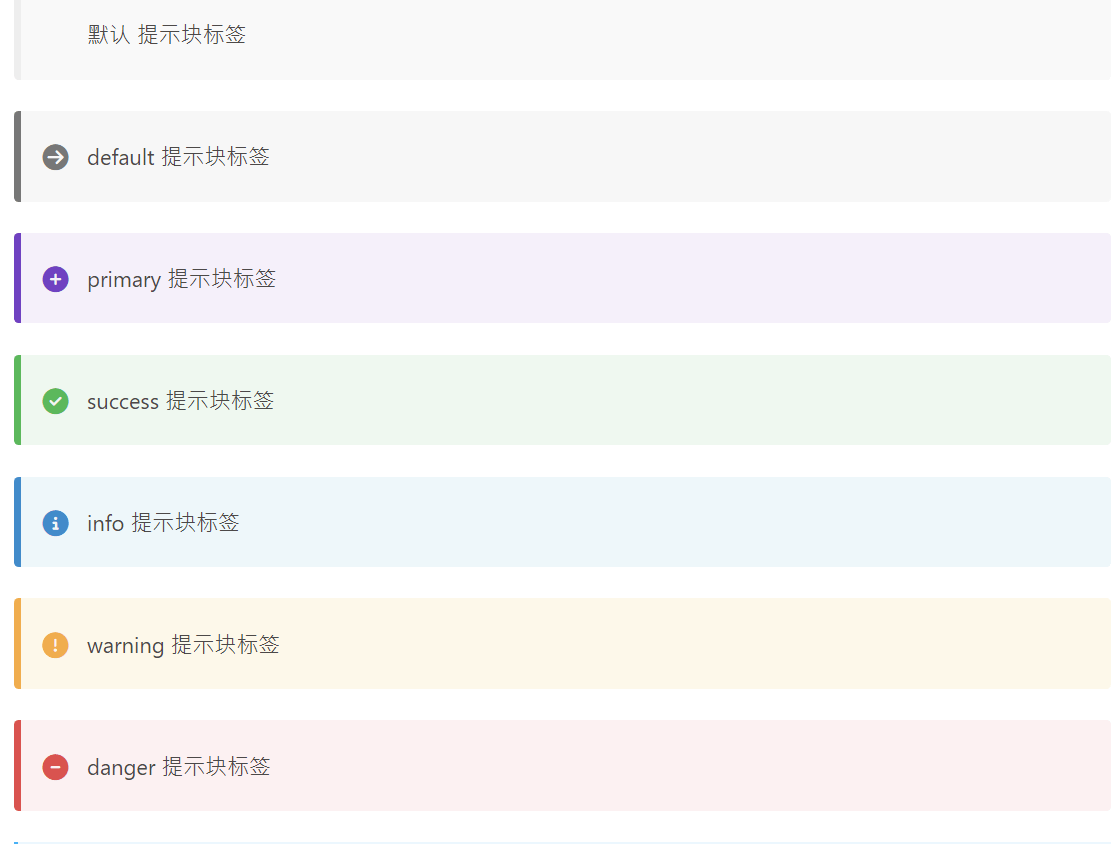 默认 提示块标签
default 提示块标签
primary 提示块标签
success 提示块标签
info 提示块标签
warning 提示块标签
danger 提示块标签